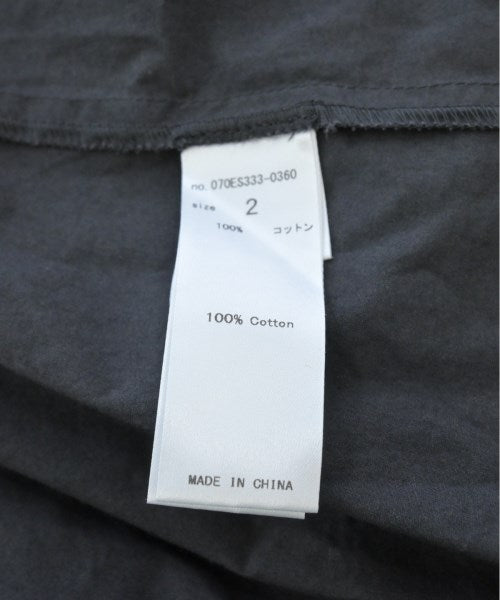 no. 070ES333-0360
size 2
100% コットン
100% Cotton
MADE IN CHINA